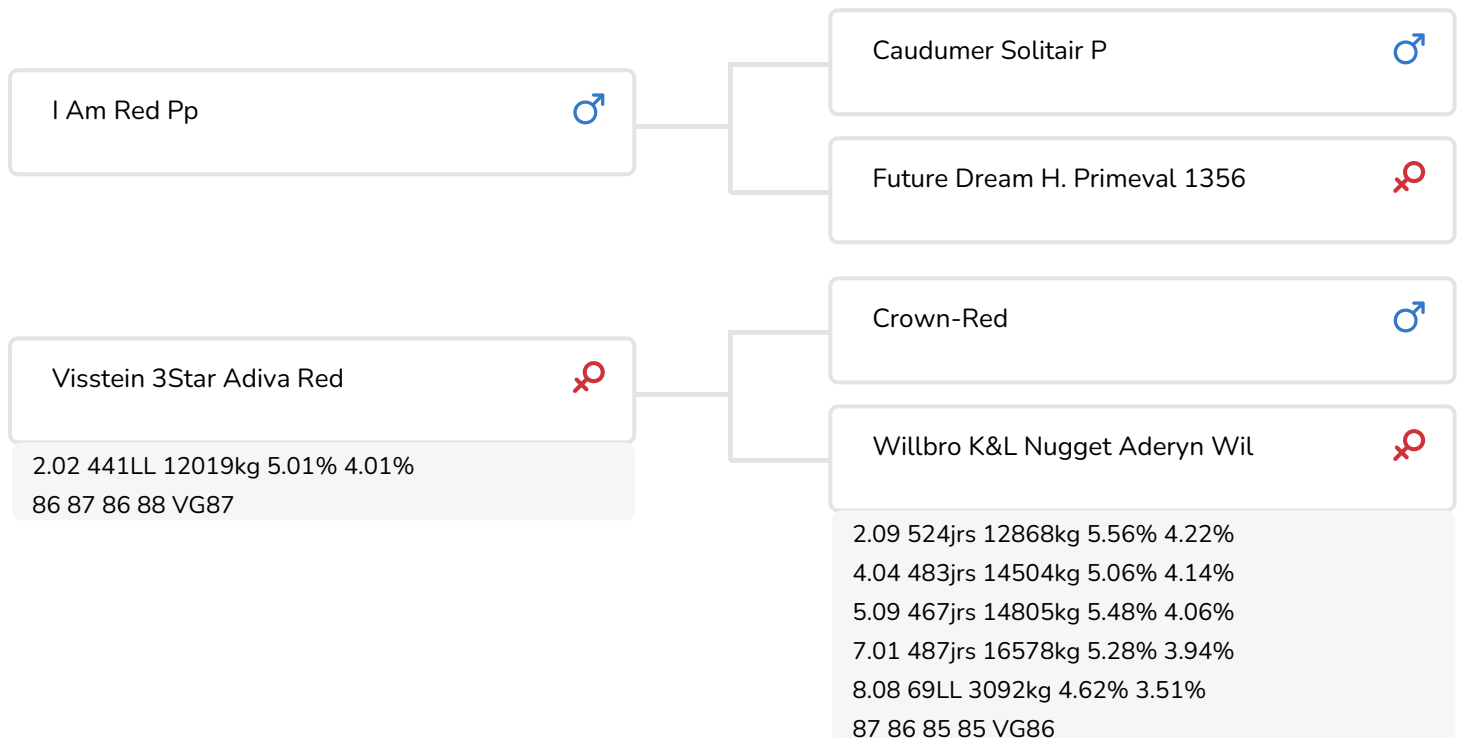 I Am Red Pp
Caudumer Solitair P
Future Dream H. Primeval 1356
Visstein 3Star Adiva Red
2.02 441LL 12019kg 5.01% 4.01%
86 87 86 88 VG87
Crown-Red
Willbro K&L Nugget Aderyn Wil
2.09 524jrs 12868kg 5.56% 4.22%
4.04 483jrs 14504kg 5.06% 4.14%
5.09 467jrs 14805kg 5.48% 4.06%
7.01 487jrs 16578kg 5.28% 3.94%
8.08 69LL 3092kg 4.62% 3.51%
87 86 85 85 VG86